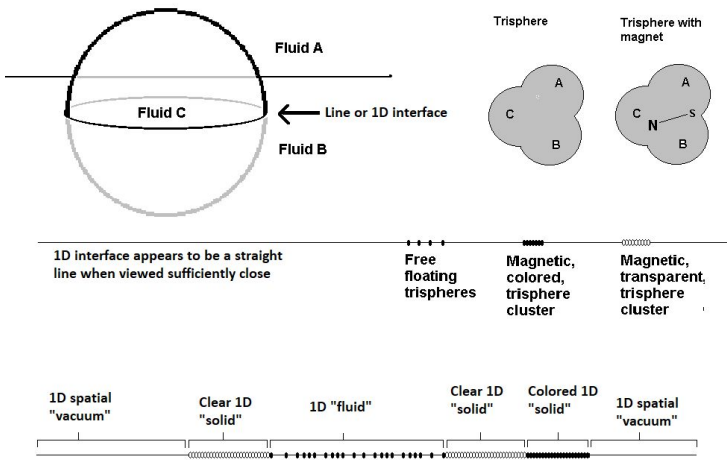 Trisphere
Trisphere with
magnet
Fluid A
Fluid C
Line or 1D interface
Fluid B
A
C
B
A
C
N
S
B
1D interface appears to be a straight
line when viewed sufficiently close
Free
floating
trispheres
Magnetic,
colored,
trisphere
cluster
Magnetic,
transparent,
trisphere
cluster
1D spatial
"vacuum"
Clear 1D
"solid"
1D "fluid"
Clear 1D
"solid"
Colored 1D
"solid"
1D spatial
"vacuum"